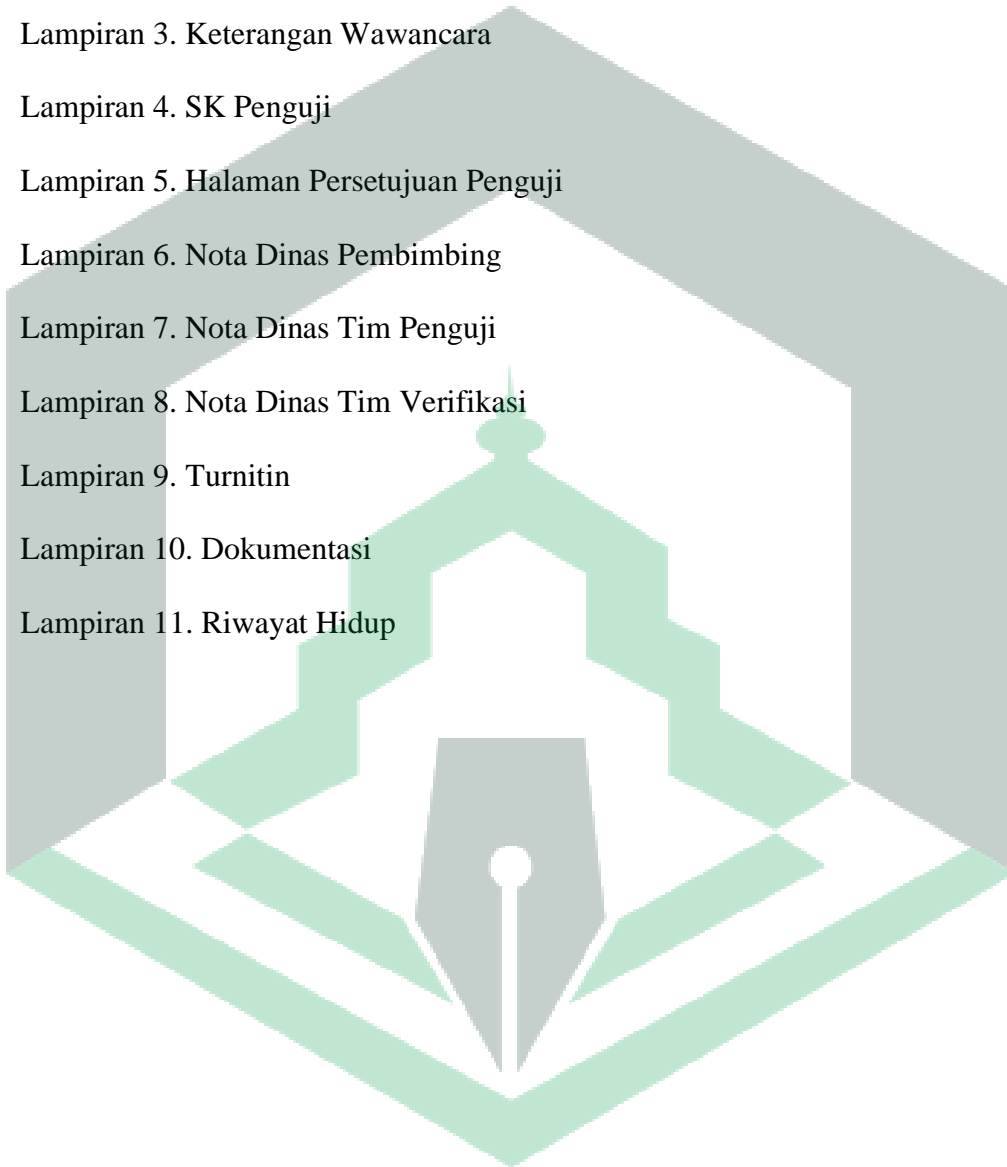 Lampiran 3. Keterangan Wawancara
Lampiran 4. SK Penguji
Lampiran 5. Halaman Persetujuan Penguji
Lampiran 6. Nota Dinas Pembimbing
Lampiran 7. Nota Dinas Tim Penguji
Lampiran 8. Nota Dinas Tim Verifikasi
Lampiran 9. Turnitin
Lampiran 10. Dokumentasi
Lampiran 11. Riwayat Hidup